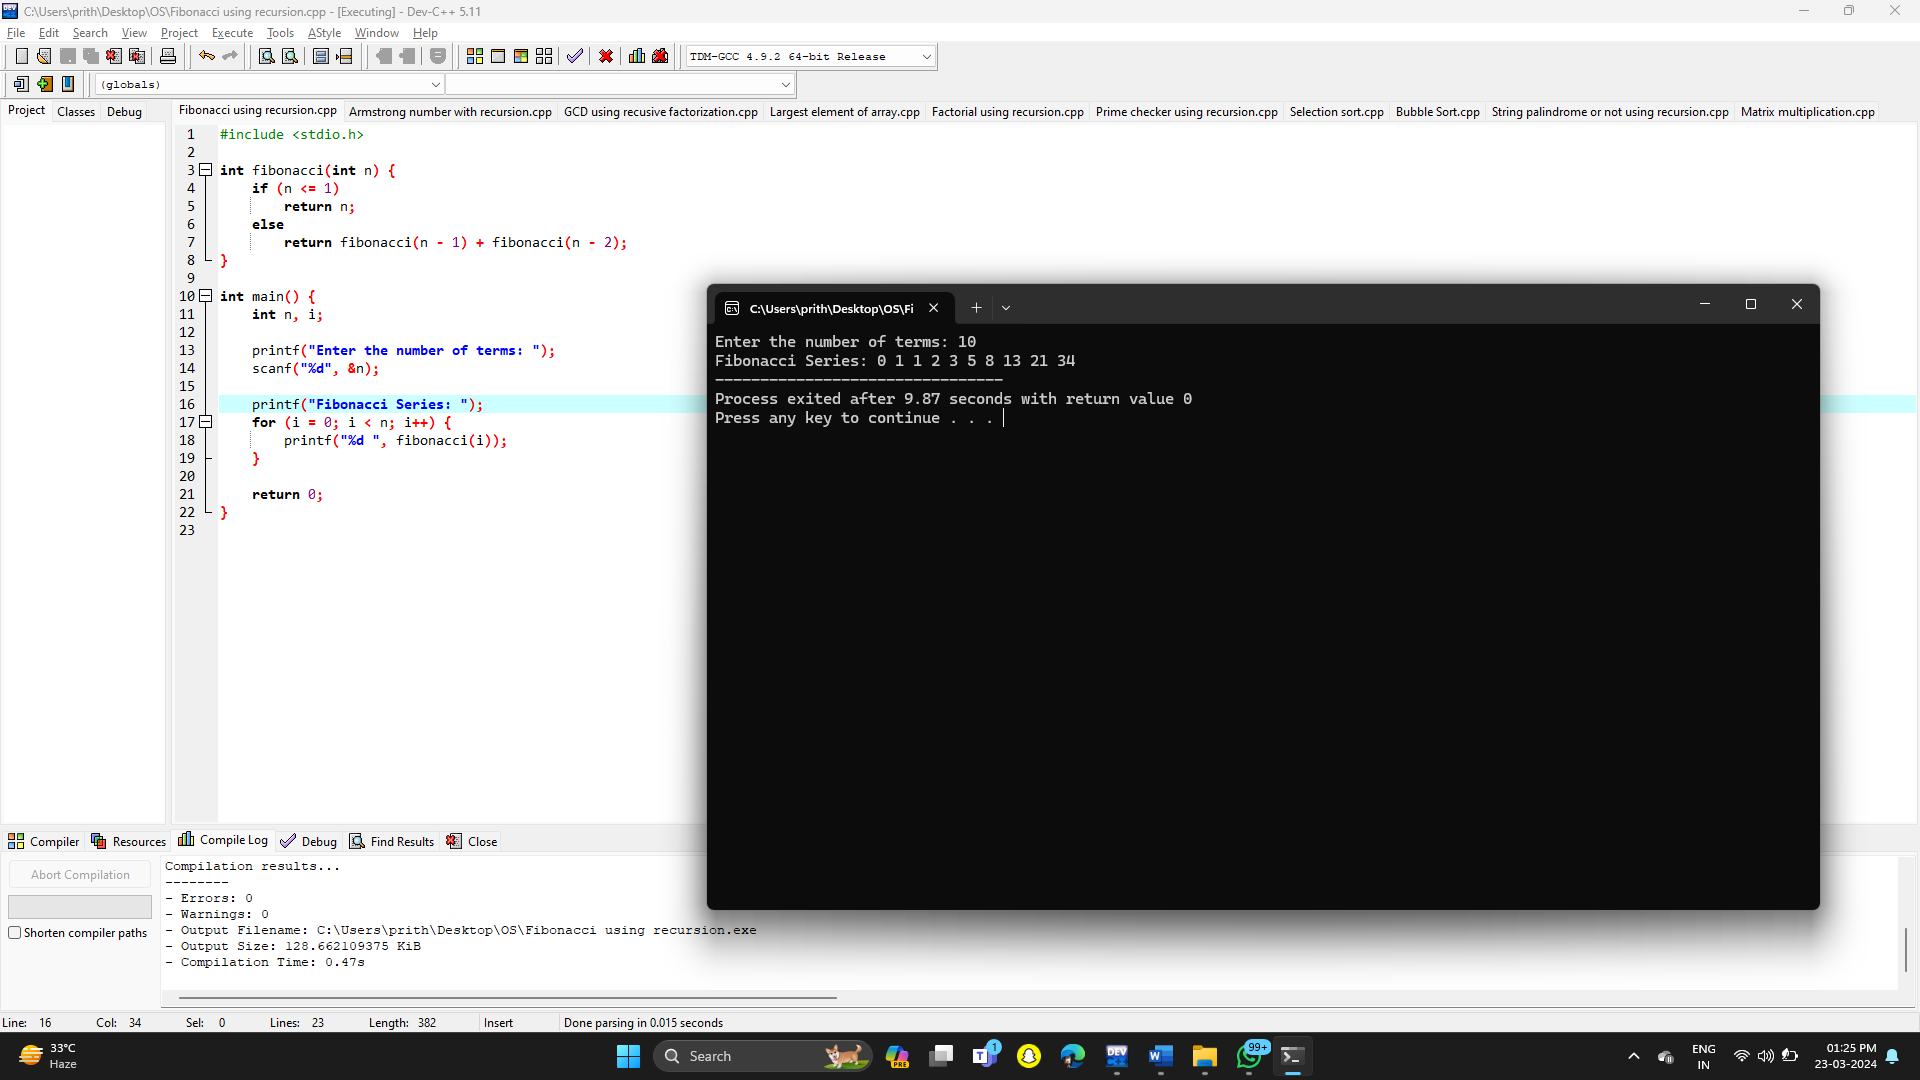 C:\Users\prith\Desktop\OS\Fibonacci using recursion.cpp - [Executing] - Dev-C++ 5.11
File Edit Search View Project Execute Tools AStyle Window Help
TDM-GCC 4.9.2 64-bit Release
(globals)
Project Classes Debug
Fibonacci using recursion.cpp Armstrong number with recursion.cpp GCD using recusive factorization.cpp Largest element of array.cpp Factorial using recursion.cpp Prime checker using recursion.cpp Selection sort.cpp Bubble Sort.cpp String palindrome or not using recursion.cpp Matrix multiplication.cpp
1 #include <stdio.h>
2
3 int fibonacci(int n) {
4 if (n <= 1)
5 return n;
6 else
7 return fibonacci(n - 1) + fibonacci(n - 2);
8 }
9
10 int main() {
11 int n, i;
12
13 printf("Enter the number of terms: ");
14 scanf("%d", &n);
15
16 printf("Fibonacci Series: ");
17 for (i = 0; i < n; i++) {
18 printf("%d ", fibonacci(i));
19 }
20
21 return 0;
22 }
23
C:\Users\prith\Desktop\OS\Fi
Enter the number of terms: 10
Fibonacci Series: 0 1 1 2 3 5 8 13 21 34
--------------------------------
Process exited after 9.87 seconds with return value 0
Press any key to continue . . .
Compiler Resources Compile Log Debug Find Results Close
Abort Compilation
Shorten compiler paths
Compilation results...
--------
- Errors: 0
- Warnings: 0
- Output Filename: C:\Users\prith\Desktop\OS\Fibonacci using recursion.exe
- Output Size: 128.662109375 KiB
- Compilation Time: 0.47s
Line: 16 Col: 34 Sel: 0 Lines: 23 Length: 382 Insert Done parsing in 0.015 seconds
33°C
Haze
Search
PRE
1
DEV
99+
ENG
IN
01:25 PM
23-03-2024